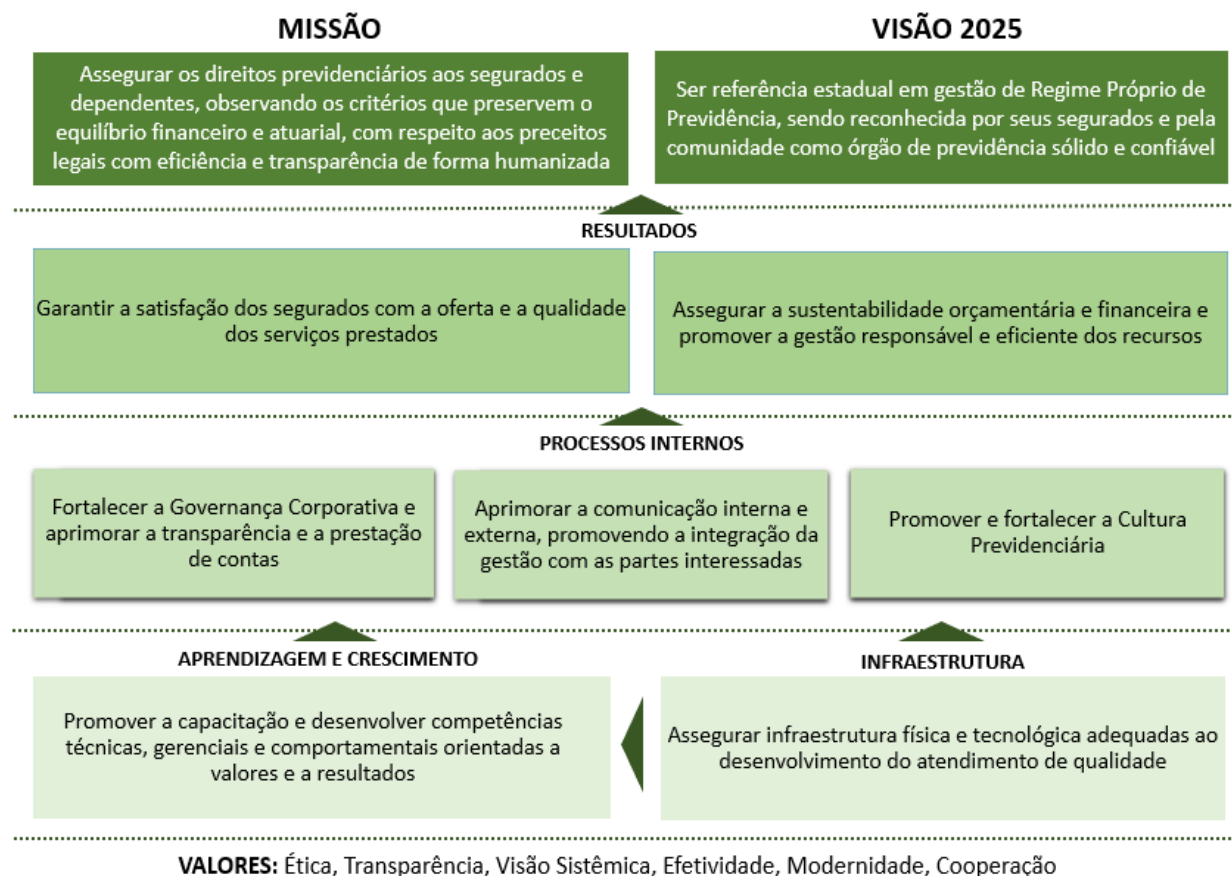 MISSÃO
Assegurar os direitos previdenciários aos segurados e
dependentes, observando os critérios que preservem o
equilíbrio financeiro e atuarial, com respeito aos preceitos
legais com eficiência e transparência de forma humanizada
VISÃO 2025
Ser referência estadual em gestão de Regime Próprio de
Previdência, sendo reconhecida por seus segurados e pela
comunidade como órgão de previdência sólido e confiável
RESULTADOS
Garantir a satisfação dos segurados com a oferta e a qualidade
dos serviços prestados
Assegurar a sustentabilidade orçamentária e financeira e
promover a gestão responsável e eficiente dos recursos
PROCESSOS INTERNOS
Fortalecer a Governança Corporativa e
aprimorar a transparência e a prestação
de contas
Aprimorar a comunicação interna e
externa, promovendo a integração da
gestão com as partes interessadas
Promover e fortalecer a Cultura
Previdenciária
APRENDIZAGEM E CRESCIMENTO
Promover a capacitação e desenvolver competências
técnicas, gerenciais e comportamentais orientadas a
valores e a resultados
INFRAESTRUTURA
Assegurar infraestrutura física e tecnológica adequadas ao
desenvolvimento do atendimento de qualidade
VALORES: Ética, Transparência, Visão Sistêmica, Efetividade, Modernidade, Cooperação